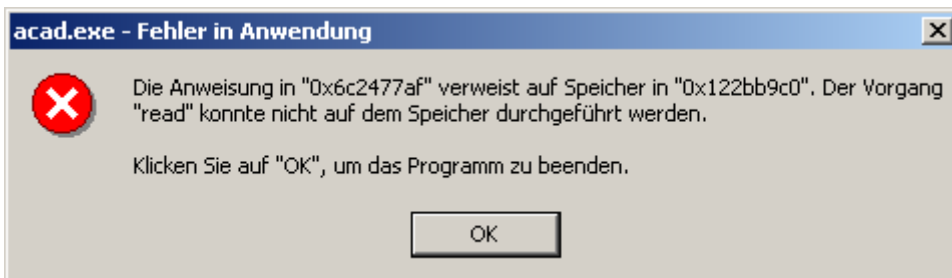 acad.exe - Fehler in Anwendung
Die Anweisung in "0x6c2477af" verweist auf Speicher in "0x122bb9c0". Der Vorgang
"read" konnte nicht auf dem Speicher durchgeführt werden.
Klicken Sie auf "OK", um das Programm zu beenden.
OK